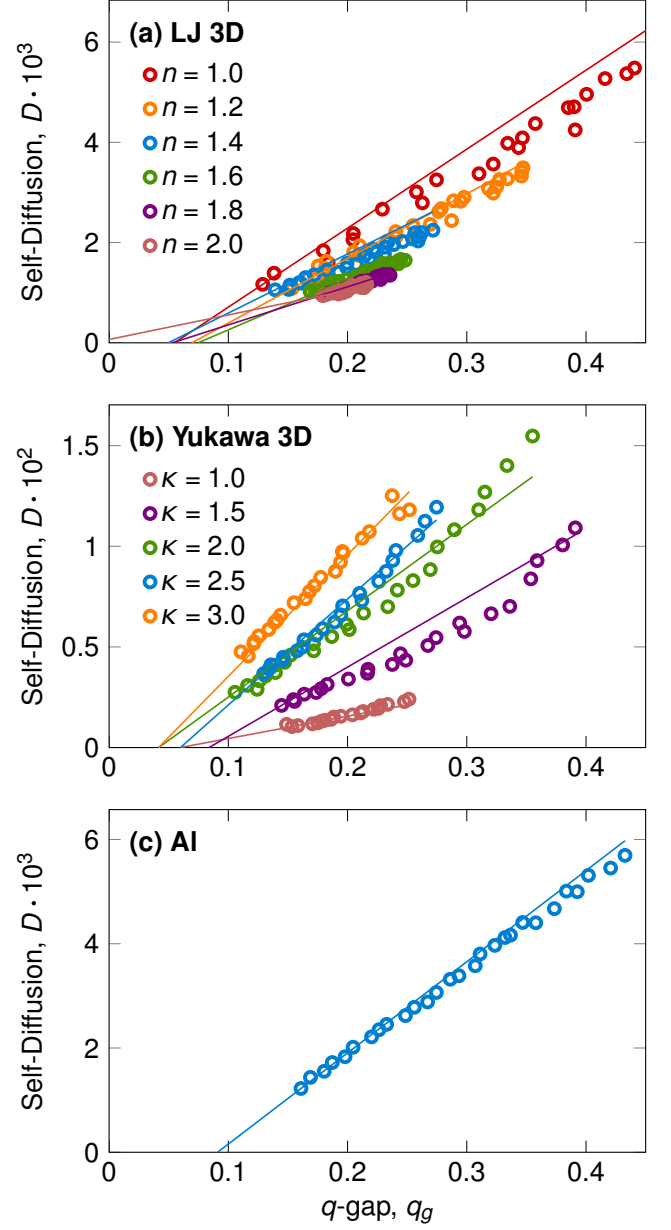 (a) LJ 3D
n = 1.0
n = 1.2
n = 1.4
n = 1.6
n = 1.8
n = 2.0
Self-Diffusion, D · 10³
6
4
2
0
0 0.1 0.2 0.3 0.4
(b) Yukawa 3D
κ = 1.0
κ = 1.5
κ = 2.0
κ = 2.5
κ = 3.0
Self-Diffusion, D · 10²
1.5
1
0.5
0
0 0.1 0.2 0.3 0.4
(c) Al
Self-Diffusion, D · 10³
6
4
2
0
0 0.1 0.2 0.3 0.4
q-gap, q_g